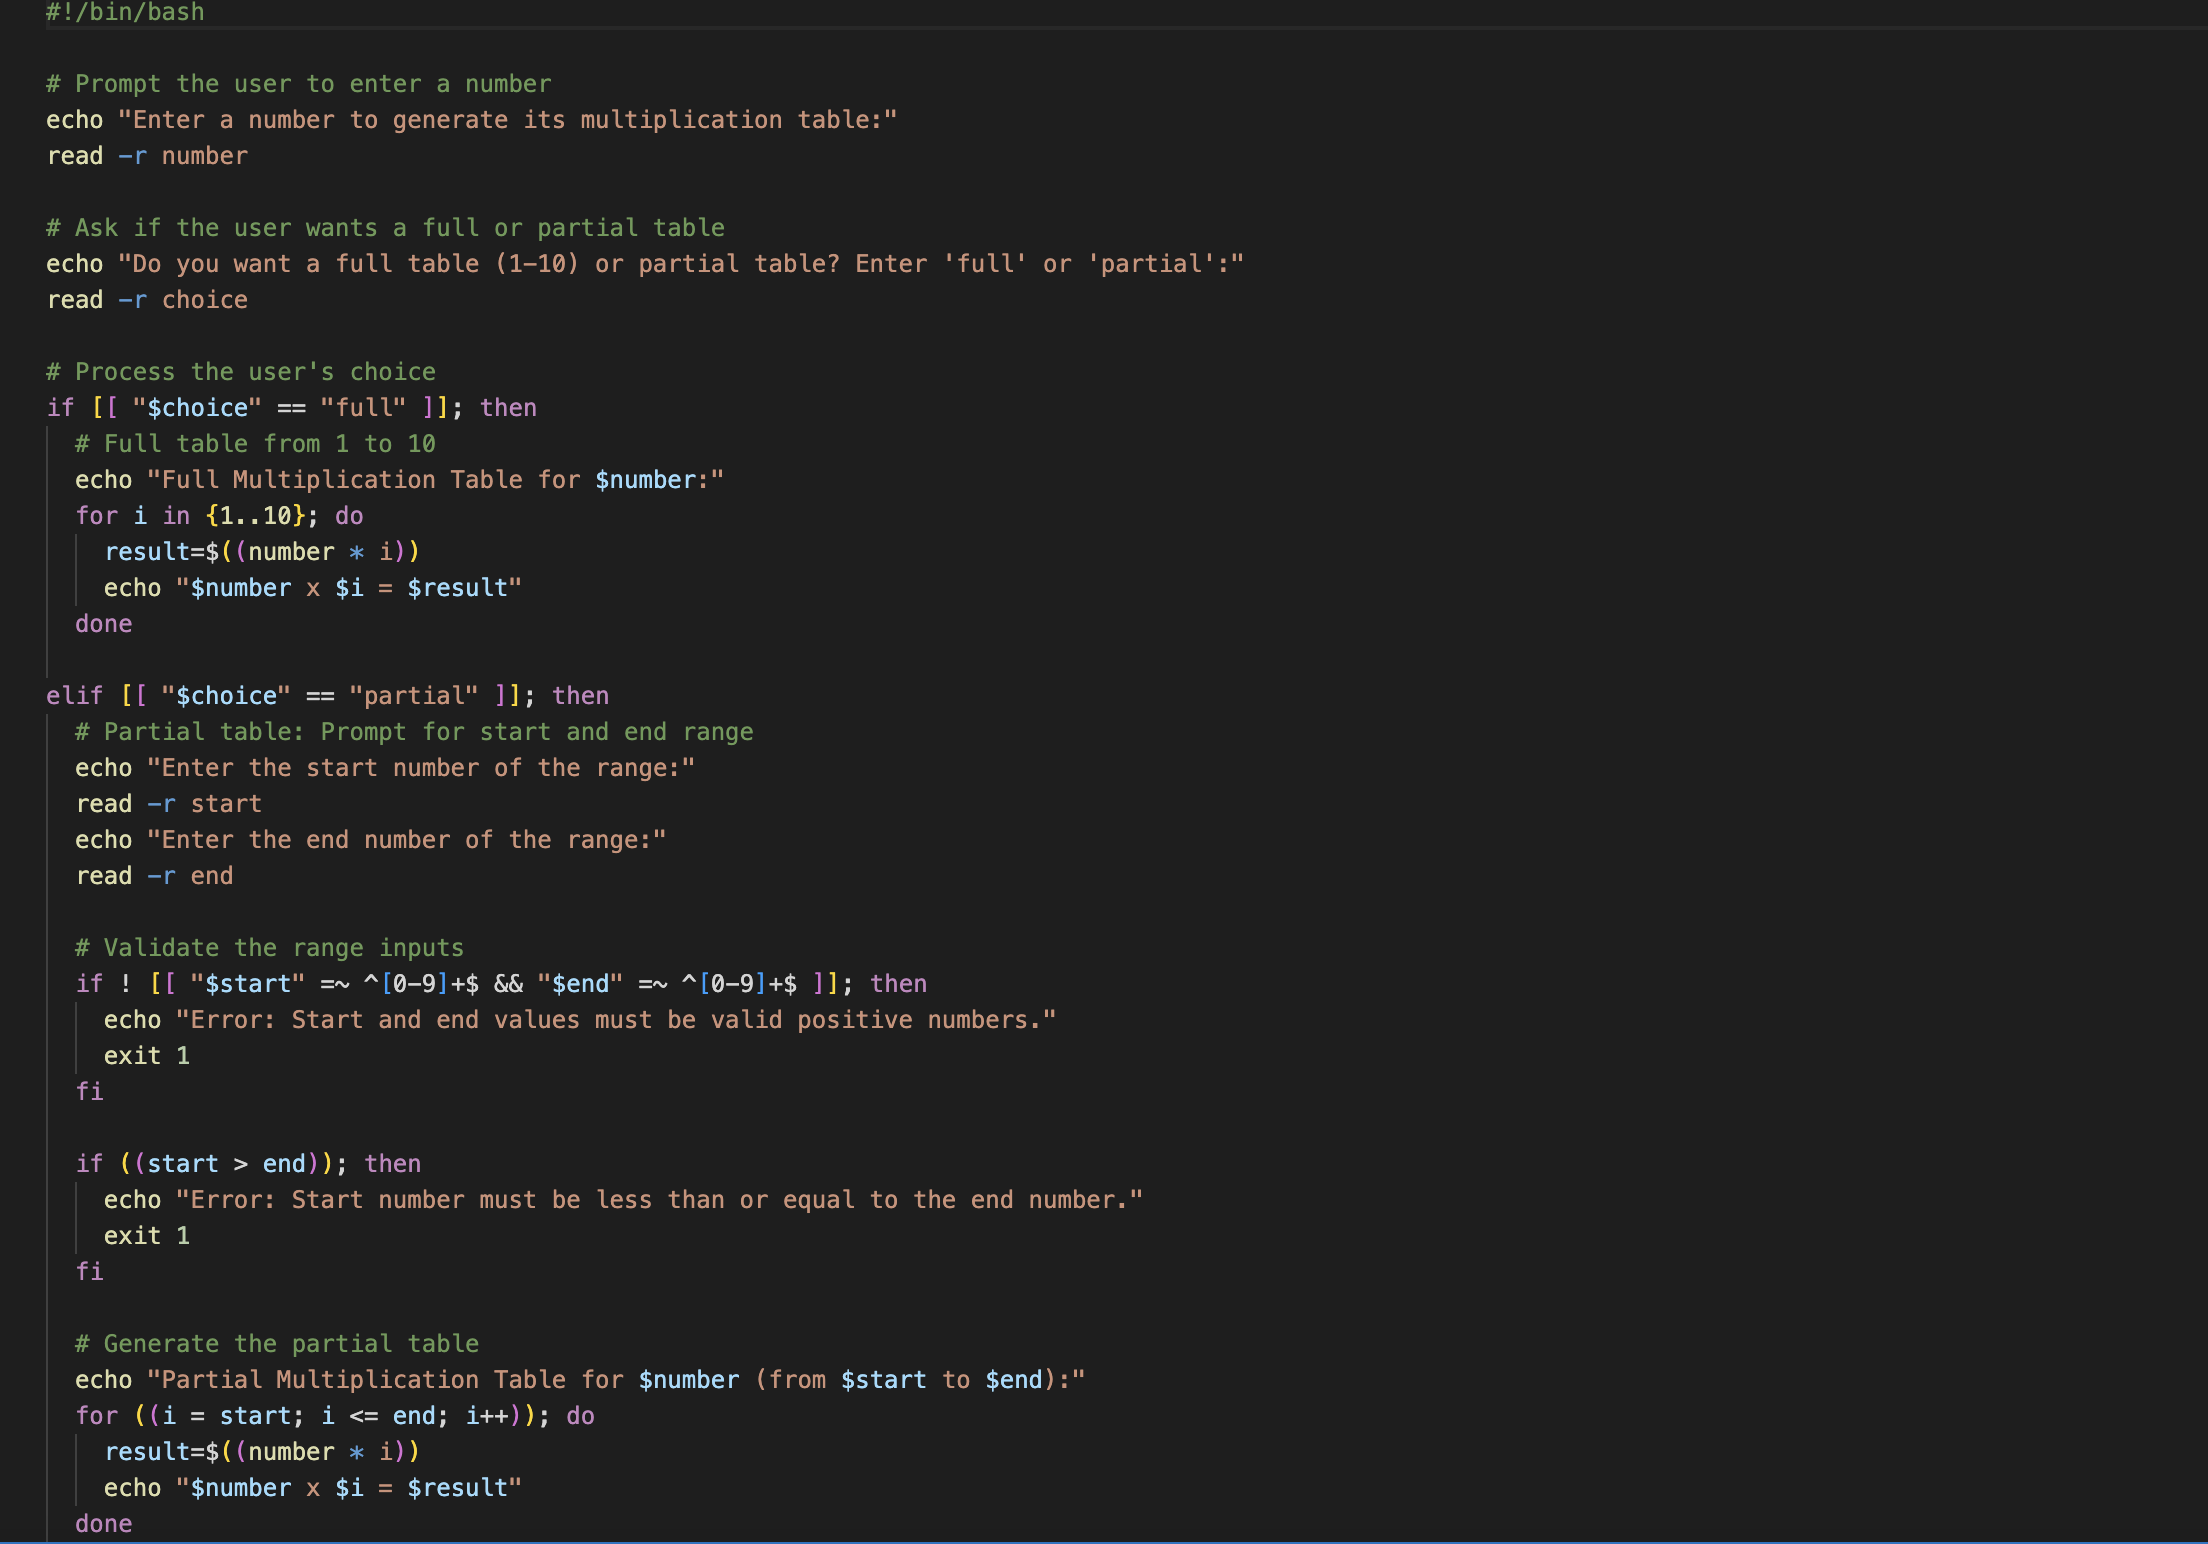 #!/bin/bash
# Prompt the user to enter a number
echo "Enter a number to generate its multiplication table:"
read -r number
# Ask if the user wants a full or partial table
echo "Do you want a full table (1-10) or partial table? Enter 'full' or 'partial':"
read -r choice
# Process the user's choice
if [[ "$choice" == "full" ]]; then
# Full table from 1 to 10
echo "Full Multiplication Table for $number:"
for i in {1..10}; do
result=$((number * i))
echo "$number x $i = $result"
done
elif [[ "$choice" == "partial" ]]; then
# Partial table: Prompt for start and end range
echo "Enter the start number of the range:"
read -r start
echo "Enter the end number of the range:"
read -r end
# Validate the range inputs
if ! [[ "$start" =~ ^[0-9]+$ && "$end" =~ ^[0-9]+$ ]]; then
echo "Error: Start and end values must be valid positive numbers."
exit 1
fi
if ((start > end)); then
echo "Error: Start number must be less than or equal to the end number."
exit 1
fi
# Generate the partial table
echo "Partial Multiplication Table for $number (from $start to $end):"
for ((i = start; i <= end; i++)); do
result=$((number * i))
echo "$number x $i = $result"
done